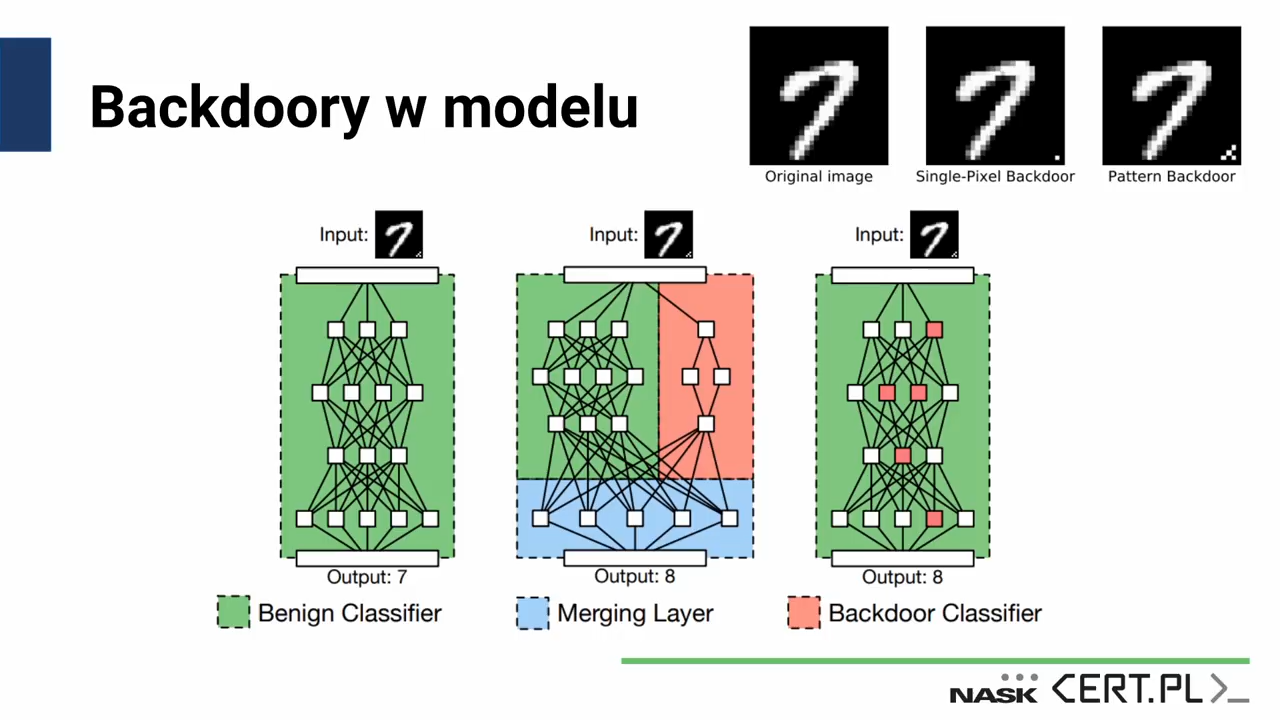 Backdoory w modelu
Original image
Single-Pixel Backdoor
Pattern Backdoor
Input:
Input:
Input:
Output: 7
Output: 8
Output: 8
Benign Classifier
Merging Layer
Backdoor Classifier
NASK
CERT.PL>_